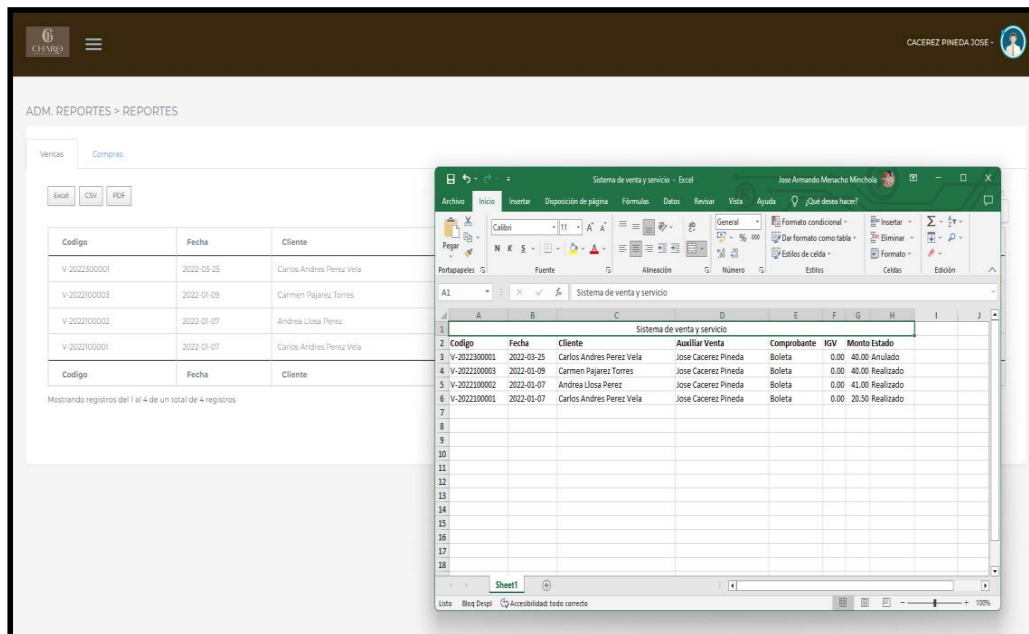 CHARO
CACEREZ PINEDA JOSE -
ADM. REPORTES > REPORTES
Ventas Compras
Excel CSV PDF
Codigo Fecha Cliente
V-2022300001 2022-03-25 Carlos Andres Perez Vela
V-2022100003 2022-01-09 Carmen Pajarez Torres
V-2022100002 2022-01-07 Andrea Llosa Perez
V-2022100001 2022-01-07 Carlos Andres Perez Vela
Codigo Fecha Cliente
Mostrando registros del 1 al 4 de un total de 4 registros
Sistema de venta y servicio - Excel Jose Armando Menacho Minchola
Archivo Inicio Insertar Disposición de página Fórmulas Datos Revisar Vista Ayuda ¿Qué desea hacer?
Pegar Calibri 11 A A ab General Formato condicional Insertar
N K S A % 000 Dar formato como tabla Eliminar
Estilos de celda Formato
Portapapeles Fuente Alineación Número Estilos Celdas Edición
A1 fx Sistema de venta y servicio
A B C D E F G H I J
1 Sistema de venta y servicio
2 Codigo Fecha Cliente Auxiliar Venta Comprobante IGV Monto Estado
3 V-2022300001 2022-03-25 Carlos Andres Perez Vela Jose Cacerez Pineda Boleta 0.00 40.00 Anulado
4 V-2022100003 2022-01-09 Carmen Pajarez Torres Jose Cacerez Pineda Boleta 0.00 40.00 Realizado
5 V-2022100002 2022-01-07 Andrea Llosa Perez Jose Cacerez Pineda Boleta 0.00 41.00 Realizado
6 V-2022100001 2022-01-07 Carlos Andres Perez Vela Jose Cacerez Pineda Boleta 0.00 20.50 Realizado
7
8
9
10
11
12
13
14
15
16
17
18
Sheet1
Listo Bloq Despl Accesibilidad: todo correcto 100%